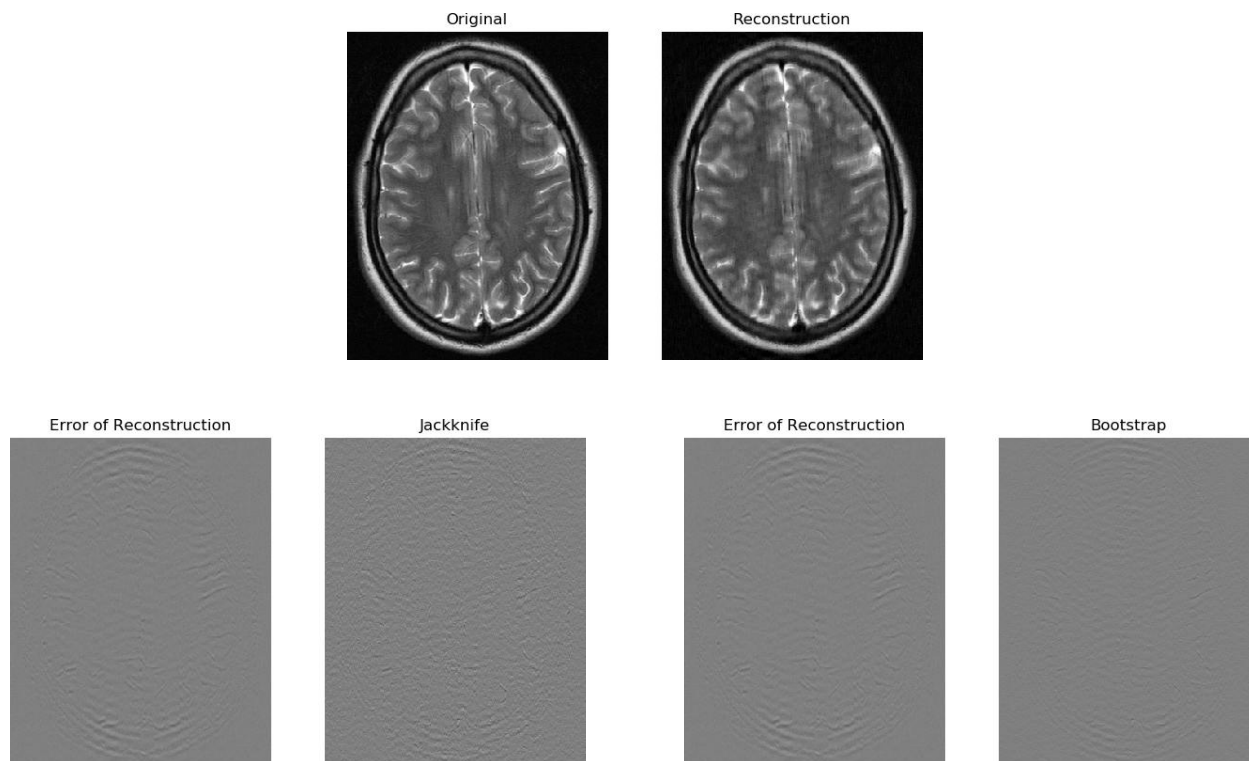 Original
Reconstruction
Error of Reconstruction
Jackknife
Error of Reconstruction
Bootstrap